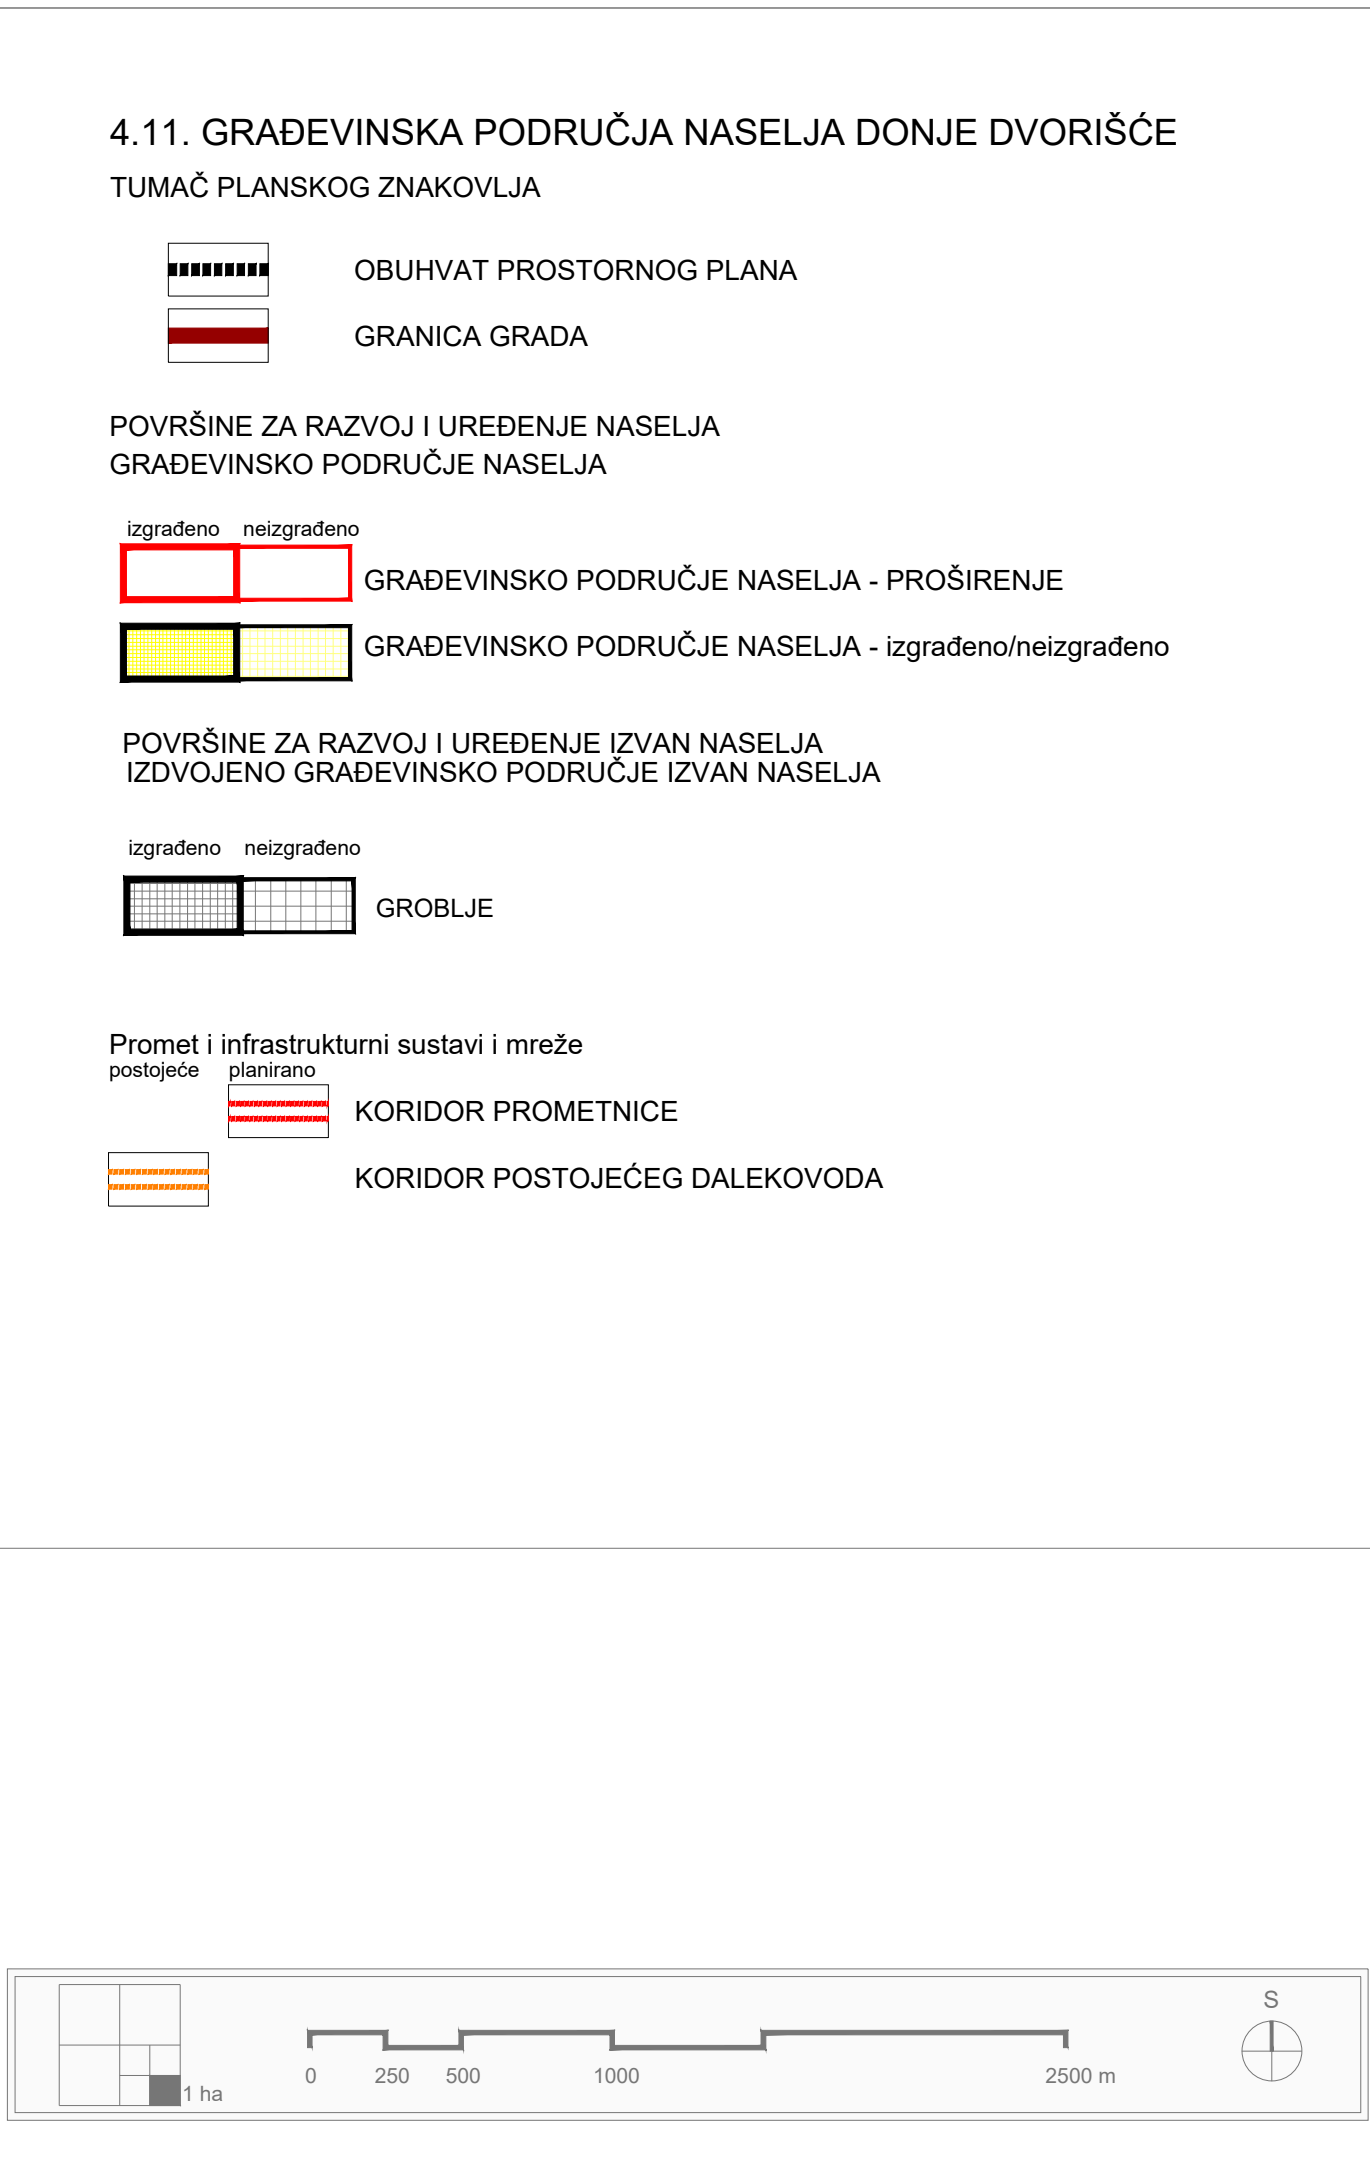 4.11. GRAĐEVINSKA PODRUČJA NASELJA DONJE DVORIŠĆE
TUMAČ PLANSKOG ZNAKOVLJA
OBUHVAT PROSTORNOG PLANA
GRANICA GRADA
POVRŠINE ZA RAZVOJ I UREĐENJE NASELJA
GRAĐEVINSKO PODRUČJE NASELJA
izgrađeno neizgrađeno
GRAĐEVINSKO PODRUČJE NASELJA - PROŠIRENJE
GRAĐEVINSKO PODRUČJE NASELJA - izgrađeno/neizgrađeno
POVRŠINE ZA RAZVOJ I UREĐENJE IZVAN NASELJA
IZDVOJENO GRAĐEVINSKO PODRUČJE IZVAN NASELJA
izgrađeno neizgrađeno
GROBLJE
Promet i infrastrukturni sustavi i mreže
postojeće planirano
KORIDOR PROMETNICE
KORIDOR POSTOJEĆEG DALEKOVODA
S
0 250 500 1000 2500 m
1 ha